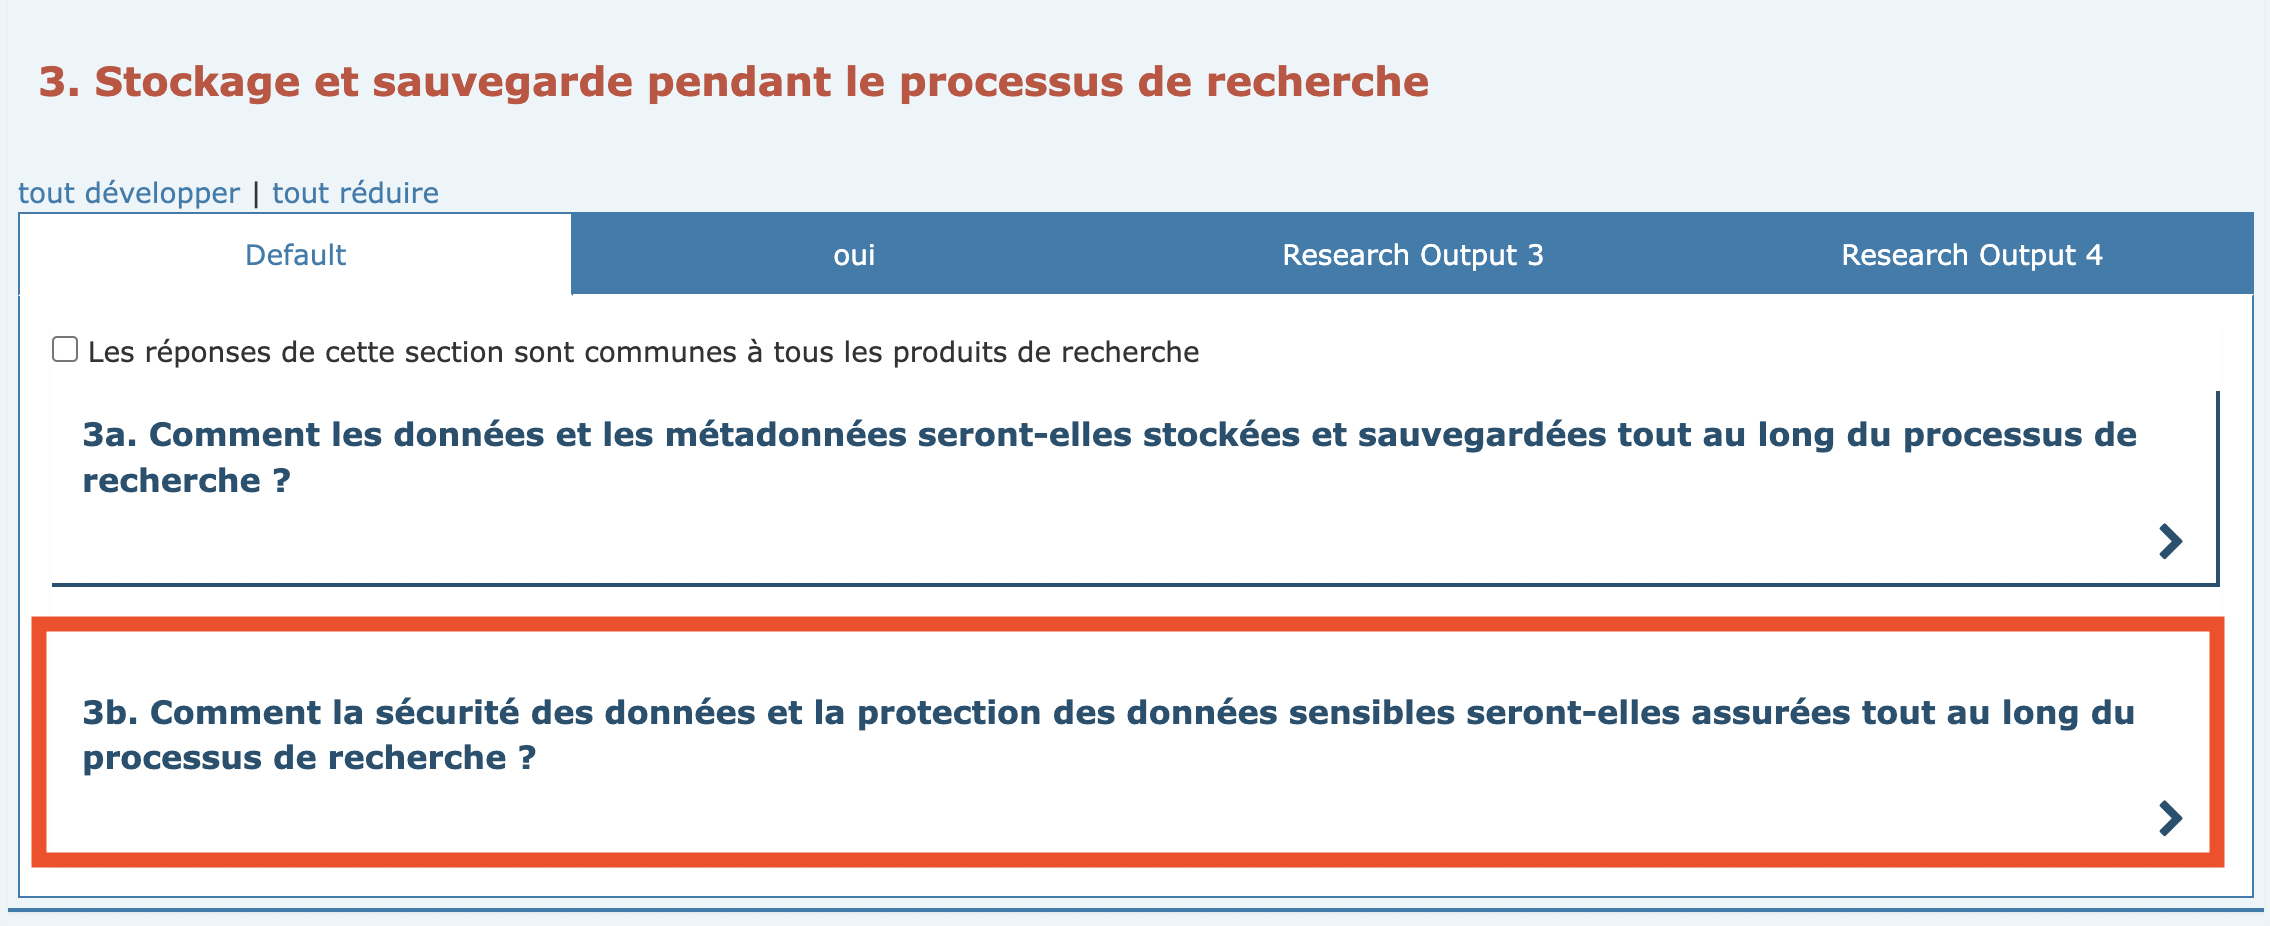 3. Stockage et sauvegarde pendant le processus de recherche
tout développer | tout réduire
Default
oui
Research Output 3
Research Output 4
Les réponses de cette section sont communes à tous les produits de recherche
3a. Comment les données et les métadonnées seront-elles stockées et sauvegardées tout au long du processus de
recherche ?
3b. Comment la sécurité des données et la protection des données sensibles seront-elles assurées tout au long du
processus de recherche ?